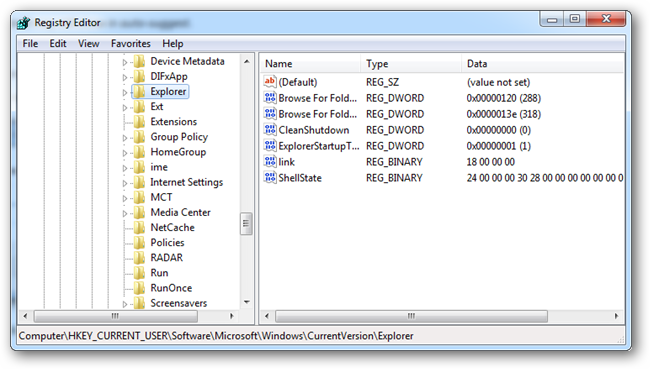 Registry Editor
File Edit View Favorites Help
Device Metadata
DIFxApp
Explorer
Ext
Extensions
Group Policy
HomeGroup
ime
Internet Settings
MCT
Media Center
NetCache
Policies
RADAR
Run
RunOnce
Screensavers
Name Type Data
(Default) REG_SZ (value not set)
Browse For Fold... REG_DWORD 0x00000120 (288)
Browse For Fold... REG_DWORD 0x0000013e (318)
CleanShutdown REG_DWORD 0x00000000 (0)
ExplorerStartupT... REG_DWORD 0x00000001 (1)
link REG_BINARY 18 00 00 00
ShellState REG_BINARY 24 00 00 00 30 28 00 00 00 00 00 00 0
Computer\HKEY_CURRENT_USER\Software\Microsoft\Windows\CurrentVersion\Explorer